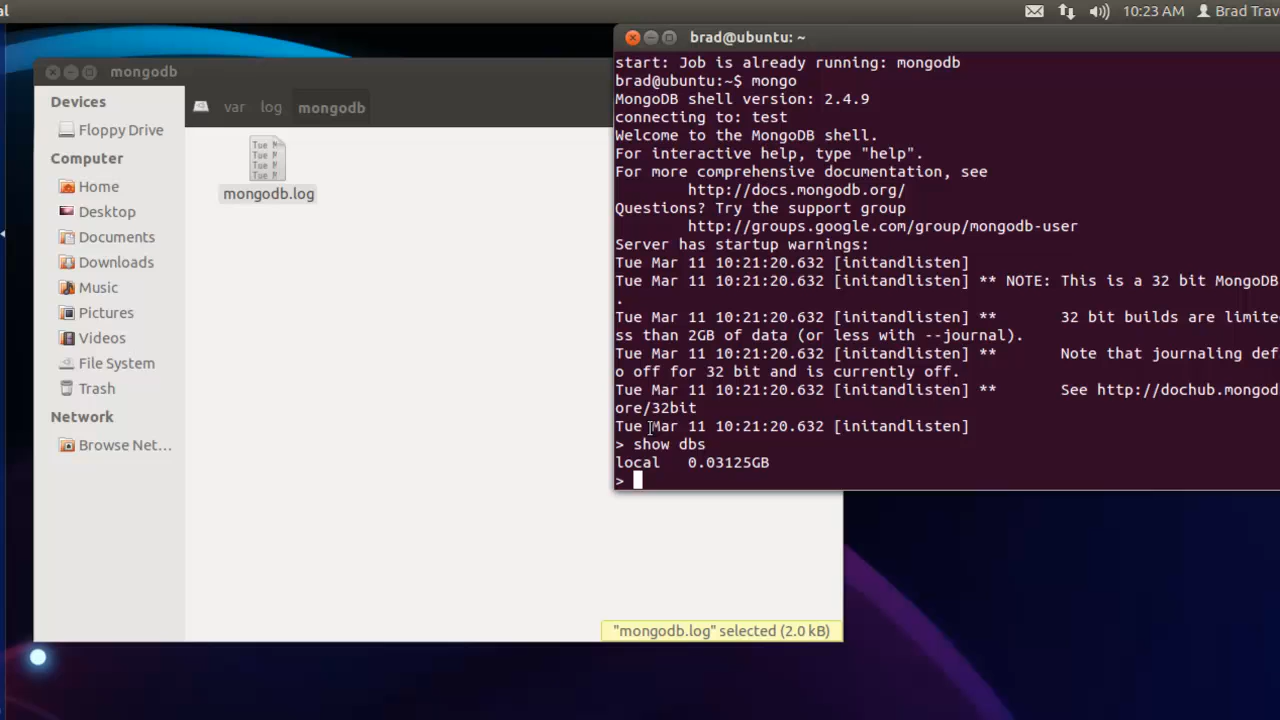 al
10:23 AM
Brad Trav
mongodb
Devices
Floppy Drive
Computer
Home
Desktop
Documents
Downloads
Music
Pictures
Videos
File System
Trash
Network
Browse Net...
var
log
mongodb
Tue M
Tue M
Tue M
Tue M
mongodb.log
"mongodb.log" selected (2.0 kB)
brad@ubuntu: ~
start: Job is already running: mongodb
brad@ubuntu:~$ mongo
MongoDB shell version: 2.4.9
connecting to: test
Welcome to the MongoDB shell.
For interactive help, type "help".
For more comprehensive documentation, see
http://docs.mongodb.org/
Questions? Try the support group
http://groups.google.com/group/mongodb-user
Server has startup warnings:
Tue Mar 11 10:21:20.632 [initandlisten]
Tue Mar 11 10:21:20.632 [initandlisten] ** NOTE: This is a 32 bit MongoDB
.
Tue Mar 11 10:21:20.632 [initandlisten] **       32 bit builds are limite
ss than 2GB of data (or less with --journal).
Tue Mar 11 10:21:20.632 [initandlisten] **       Note that journaling def
o off for 32 bit and is currently off.
Tue Mar 11 10:21:20.632 [initandlisten] **       See http://dochub.mongod
ore/32bit
Tue Mar 11 10:21:20.632 [initandlisten]
> show dbs
local   0.03125GB
>